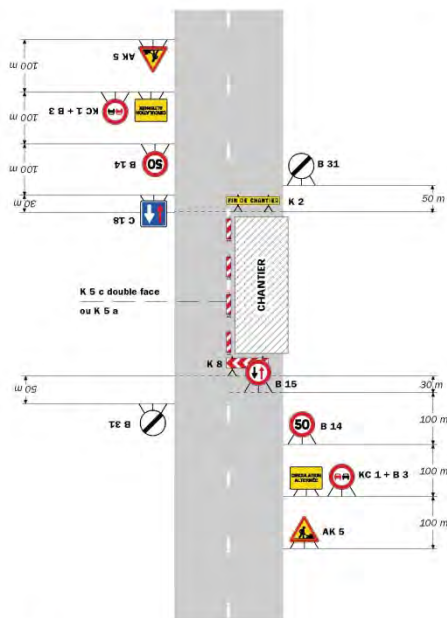 AK 5
100 m
KC 1 + B 3
CIRCULATION
ALTERNÉE
100 m
B 14
50
100 m
C 18
30 m
B 31
50 m
FIN DE CHANTIER
K 2
K 5 c double face
ou K 5 a
CHANTIER
K 8
B 15
50 m
B 31
30 m
50
B 14
100 m
CIRCULATION
ALTERNÉE
KC 1 + B 3
100 m
AK 5
100 m